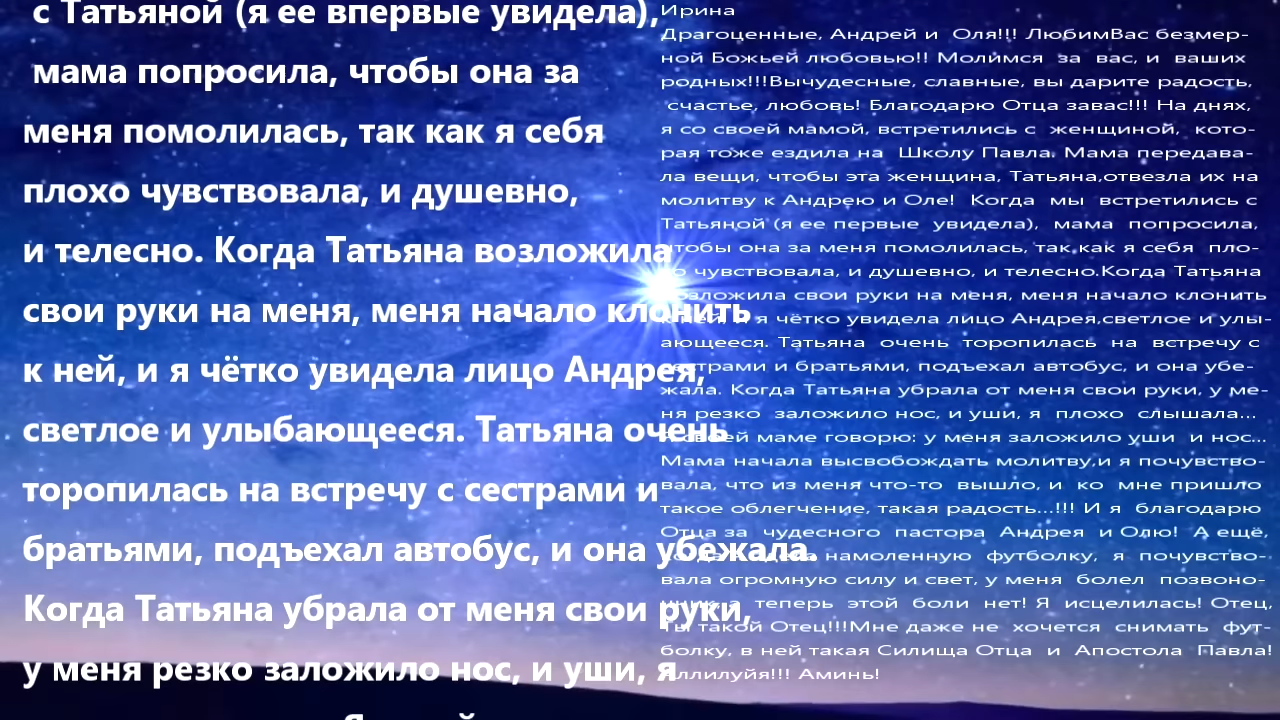 с Татьяной (я ее впервые увидела),
мама попросила, чтобы она за
меня помолилась, так как я себя
плохо чувствовала, и душевно,
и телесно. Когда Татьяна возложила
свои руки на меня, меня начало клонить
к ней, и я чётко увидела лицо Андрея,
светлое и улыбающееся. Татьяна очень
торопилась на встречу с сестрами и
братьями, подъехал автобус, и она убежала.
Когда Татьяна убрала от меня свои руки,
у меня резко заложило нос, и уши, я
Ирина
Драгоценные, Андрей и Оля!!! ЛюбимВас безмер-
ной Божьей любовью!! Молимся за вас, и ваших
родных!!!Вычудесные, славные, вы дарите радость,
счастье, любовь! Благодарю Отца завас!!! На днях,
я со своей мамой, встретились с женщиной, кото-
рая тоже ездила на Школу Павла. Мама передава-
ла вещи, чтобы эта женщина, Татьяна,отвезла их на
молитву к Андрею и Оле! Когда мы встретились с
Татьяной (я ее первые увидела), мама попросила,
чтобы она за меня помолилась, так,как я себя пло-
хо чувствовала, и душевно, и телесно.Когда Татьяна
возложила свои руки на меня, меня начало клонить
к ней, и я чётко увидела лицо Андрея,светлое и улы-
ающееся. Татьяна очень торопилась на встречу с
сестрами и братьями, подъехал автобус, и она убе-
жала. Когда Татьяна убрала от меня свои руки, у ме-
ня резко заложило нос, и уши, я плохо слышала...
своей маме говорю: у меня заложило уши и нос...
Мама начала высвобождать молитву,и я почувство-
вала, что из меня что-то вышло, и ко мне пришло
такое облегчение, такая радость...!!! И я благодарю
Отца за чудесного пастора Андрея и Олю! А ещё,
намоленную футболку, я почувство-
вала огромную силу и свет, у меня болел позвоно-
теперь этой боли нет! Я исцелилась! Отец,
Ты такой Отец!!!Мне даже не хочется снимать фут-
болку, в ней такая Силища Отца и Апостола Павла!
Аллилуйя!!! Аминь!